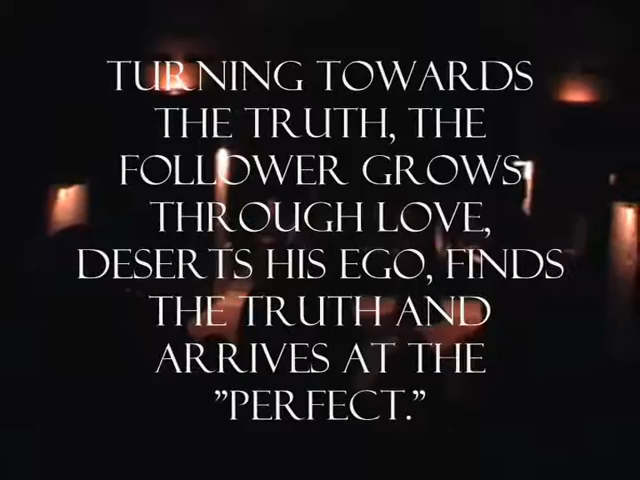 TURNING TOWARDS
THE TRUTH, THE
FOLLOWER GROWS
THROUGH LOVE,
DESERTS HIS EGO, FINDS
THE TRUTH AND
ARRIVES AT THE
"PERFECT."